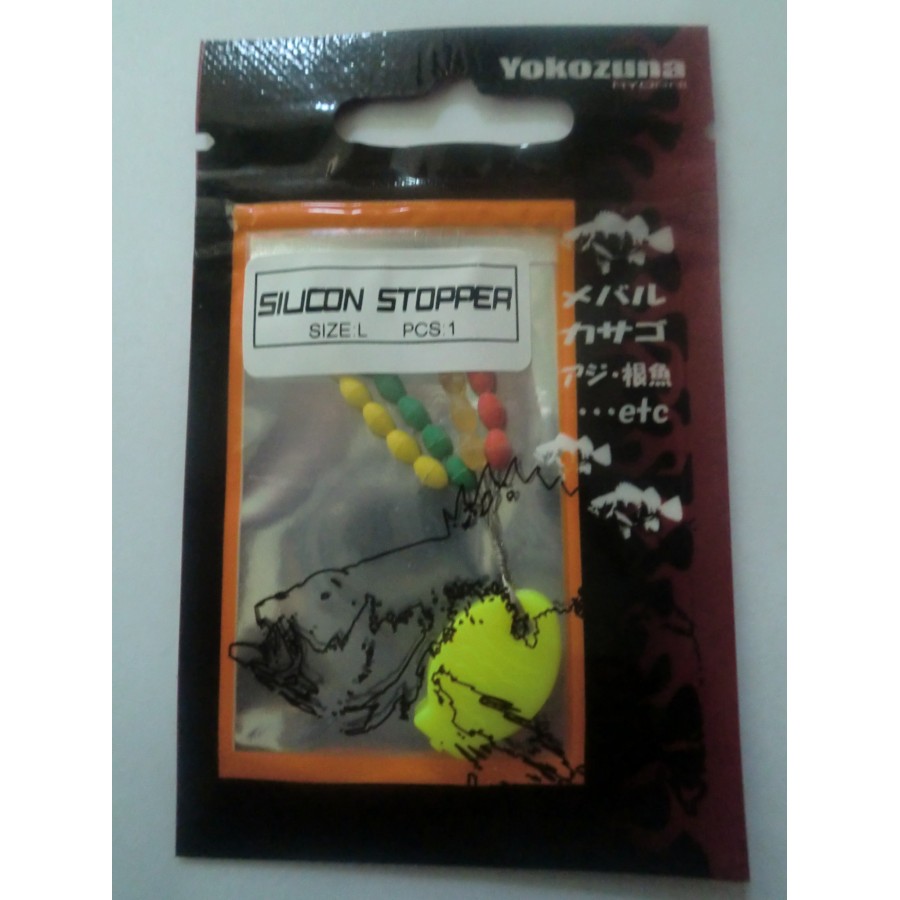 Yokozuna
SILICON STOPPER
SIZE:L PCS:1
メバル
カサゴ
アジ・根魚
・・・etc